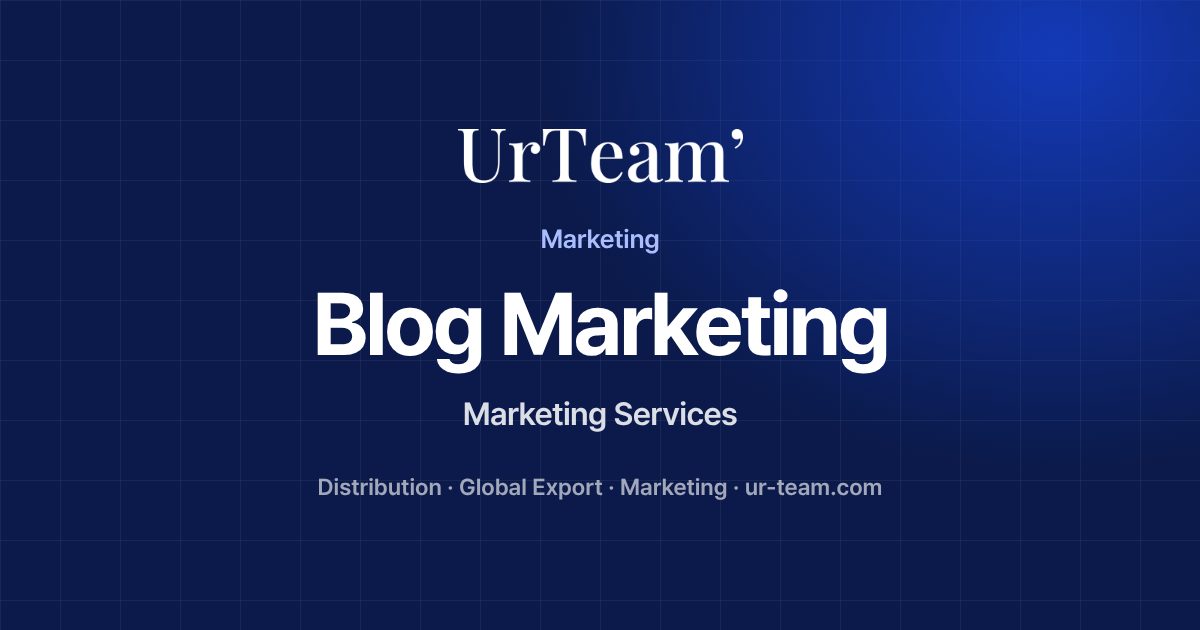 UrTeam’
Marketing
Blog Marketing
Marketing Services
Distribution · Global Export · Marketing · ur-team.com